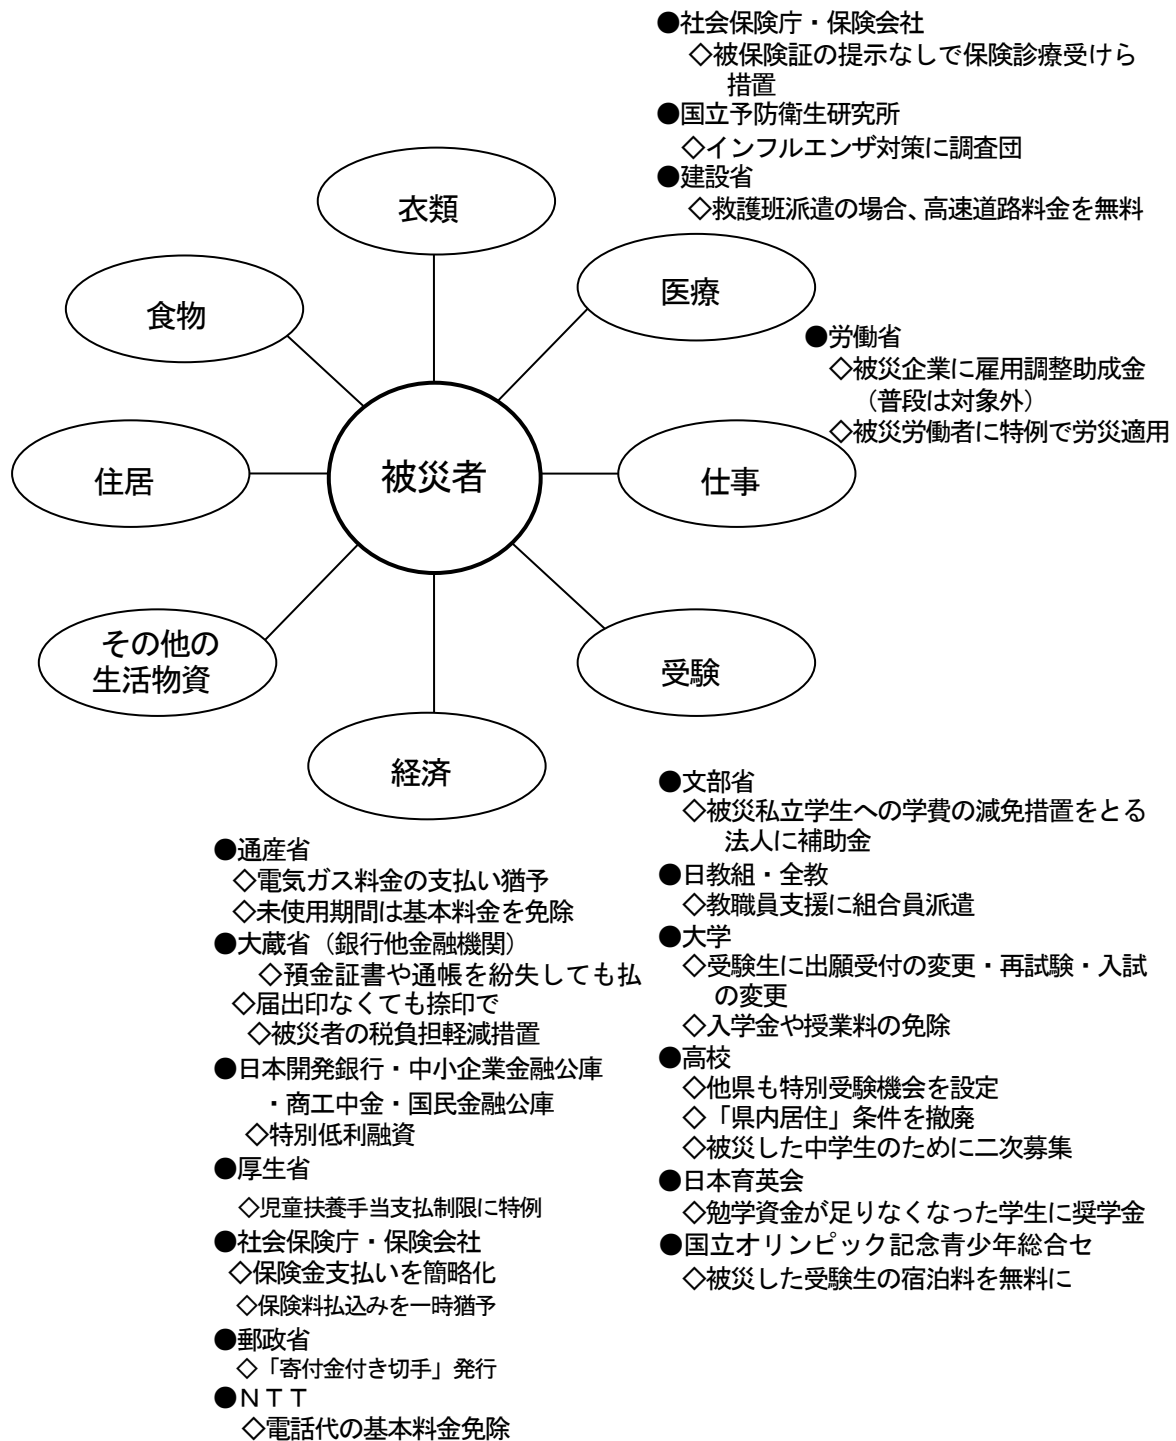 ●社会保険庁・保険会社
◇被保険証の提示なしで保険診療受けら
措置
●国立予防衛生研究所
◇インフルエンザ対策に調査団
●建設省
◇救護班派遣の場合、高速道路料金を無料
衣類
医療
食物
●労働省
◇被災企業に雇用調整助成金
（普段は対象外）
◇被災労働者に特例で労災適用
住居
被災者
仕事
その他の
生活物資
受験
経済
●通産省
◇電気ガス料金の支払い猶予
◇未使用期間は基本料金を免除
●大蔵省（銀行他金融機関）
◇預金証書や通帳を紛失しても払
◇届出印なくても捺印で
◇被災者の税負担軽減措置
●日本開発銀行・中小企業金融公庫
・商工中金・国民金融公庫
◇特別低利融資
●厚生省
◇児童扶養手当支払制限に特例
●社会保険庁・保険会社
◇保険金支払いを簡略化
◇保険料払込みを一時猶予
●郵政省
◇「寄付金付き切手」発行
●ＮＴＴ
◇電話代の基本料金免除
●文部省
◇被災私立学生への学費の減免措置をとる
法人に補助金
●日教組・全教
◇教職員支援に組合員派遣
●大学
◇受験生に出願受付の変更・再試験・入試
の変更
◇入学金や授業料の免除
●高校
◇他県も特別受験機会を設定
◇「県内居住」条件を撤廃
◇被災した中学生のために二次募集
●日本育英会
◇勉学資金が足りなくなった学生に奨学金
●国立オリンピック記念青少年総合セ
◇被災した受験生の宿泊料を無料に